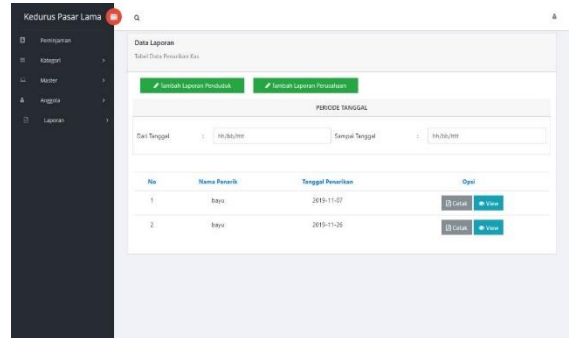 Kedurus Pasar Lama
Peminjaman
Kategori
Master
Anggota
Laporan
Data Laporan
Tabel Data Penarikan Kas
Tambah Laporan Penduduk
Tambah Laporan Perusahaan
PERIODE TANGGAL
Dari Tanggal : hh/bb/tttt Sampai Tanggal : hh/bb/tttt
No Nama Penarik Tanggal Penarikan Opsi
1 bayu 2019-11-07 Cetak View
2 bayu 2019-11-26 Cetak View